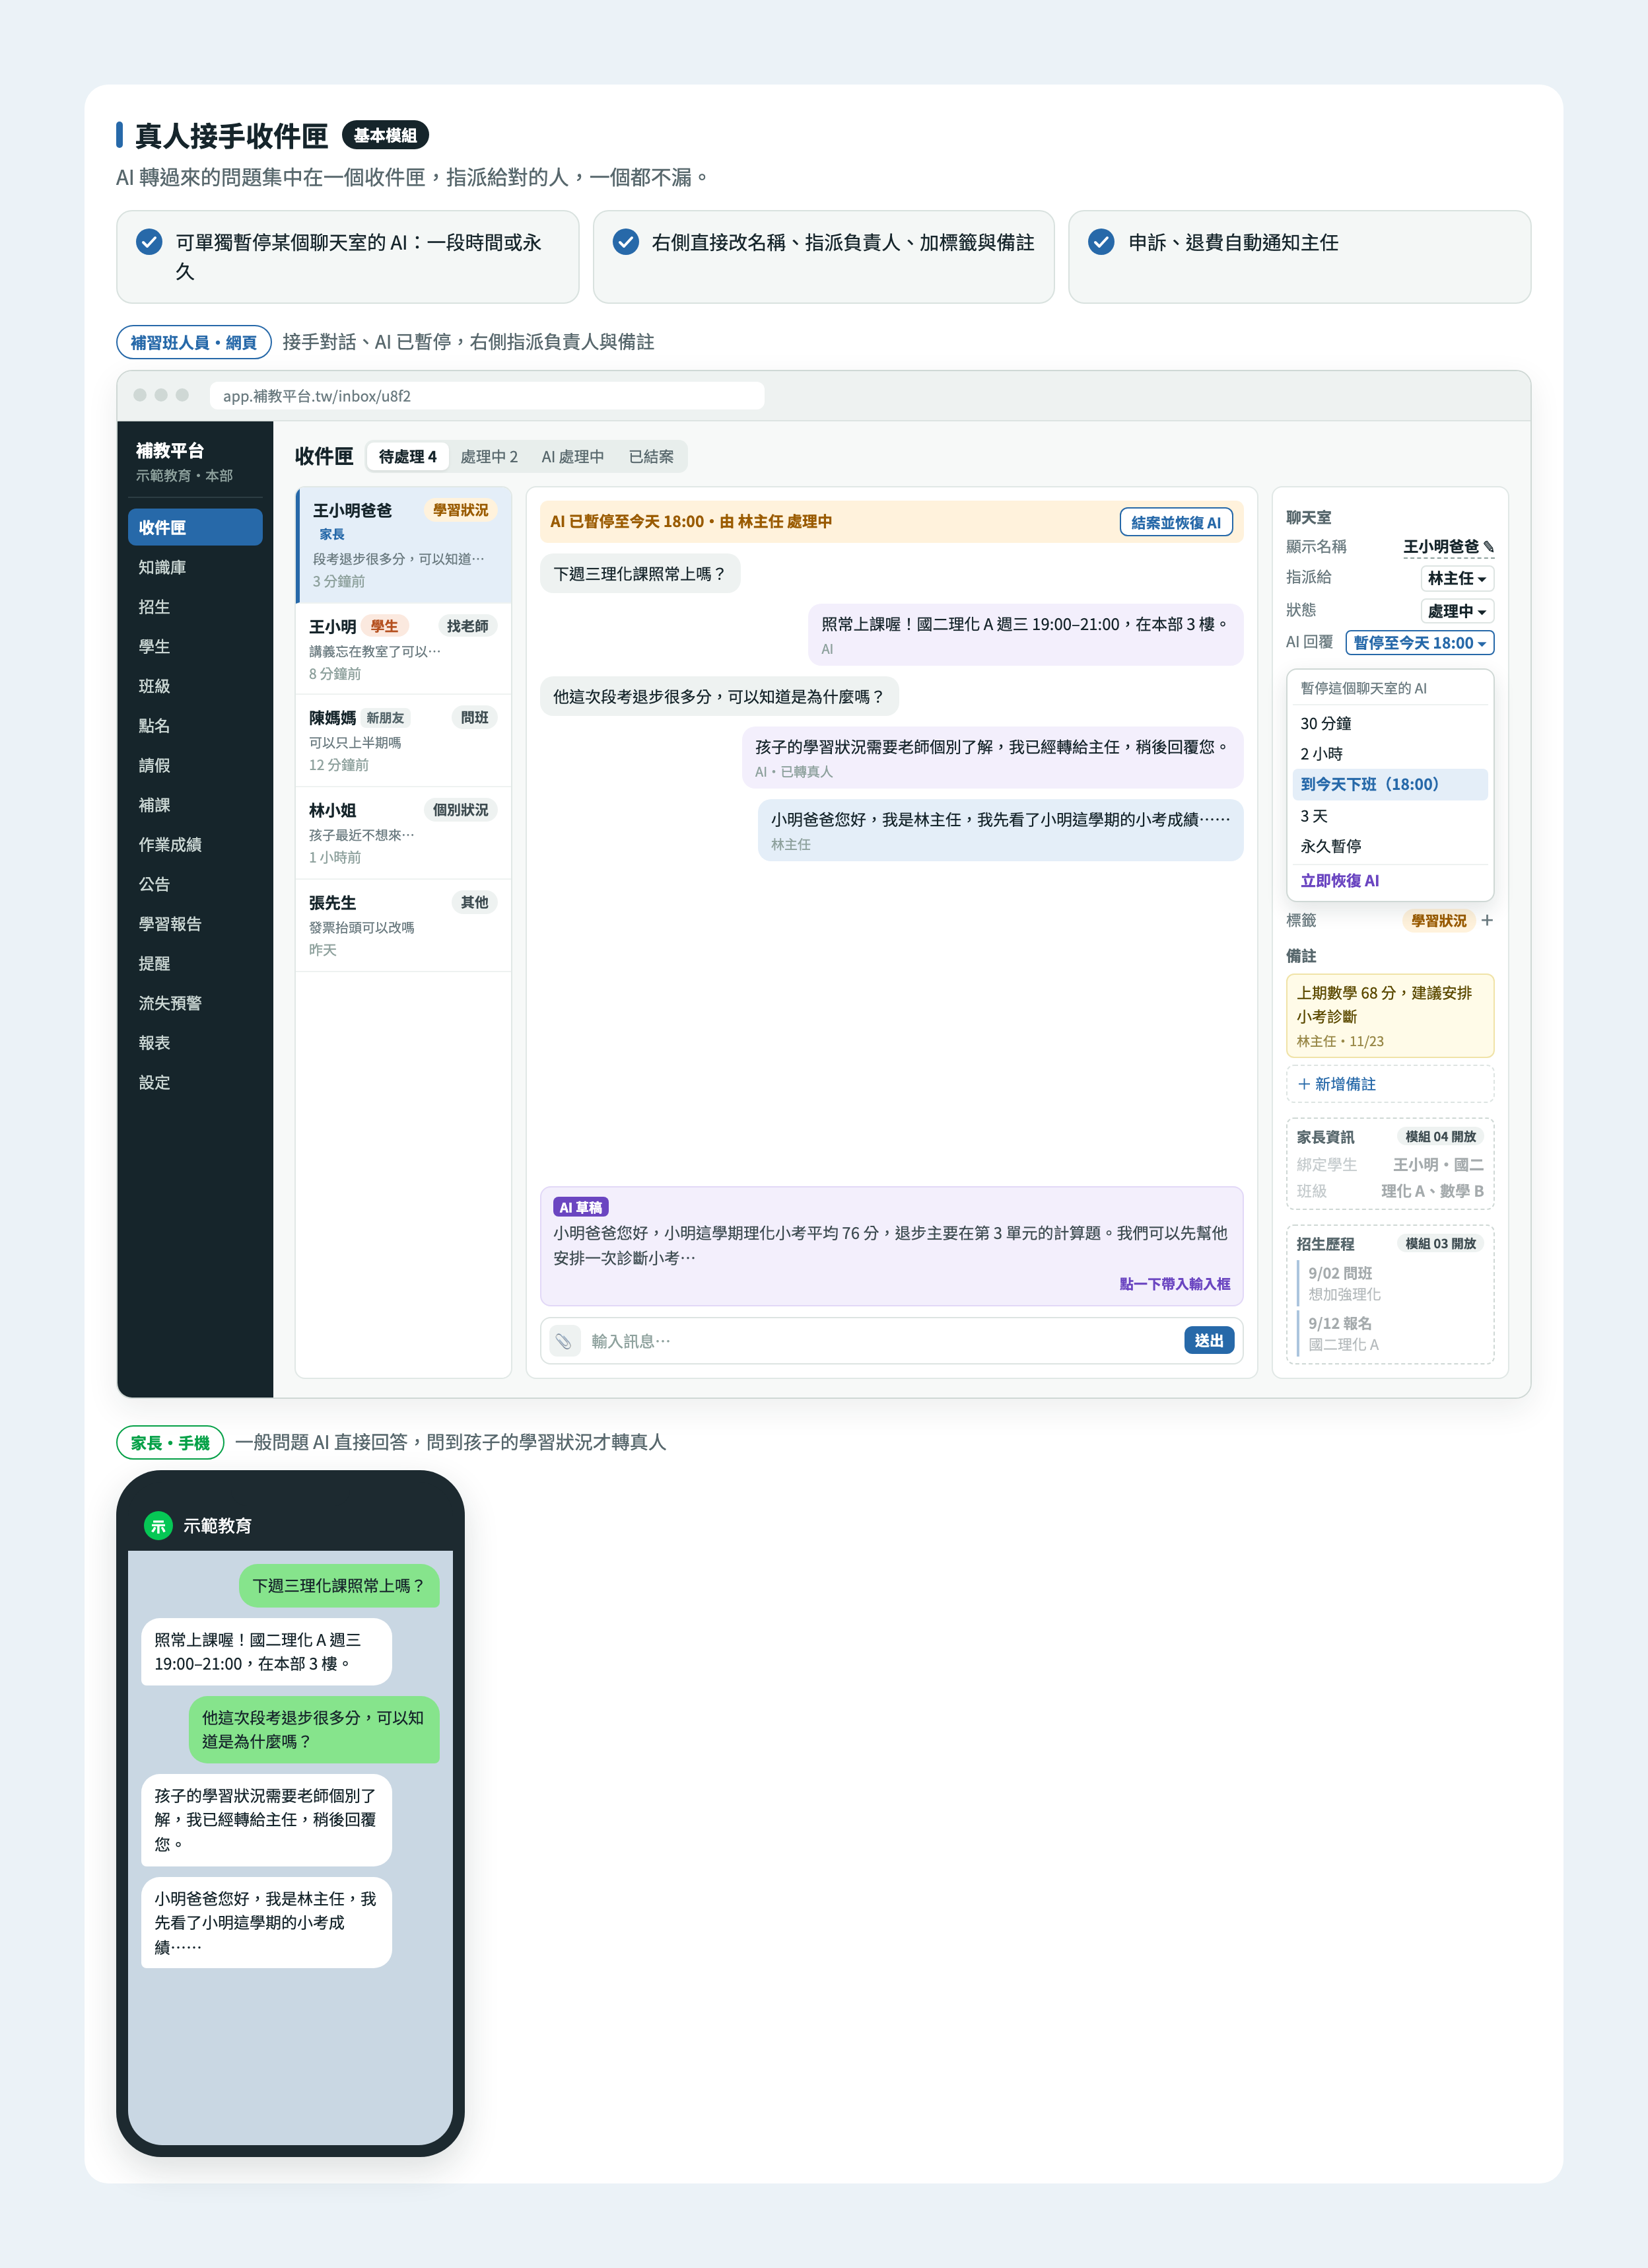 真人接手收件匣 基本模組
AI 轉過來的問題集中在一個收件匣，指派給對的人，一個都不漏。
可單獨暫停某個聊天室的 AI：一段時間或永
久
右側直接改名稱、指派負責人、加標籤與備註
申訴、退費自動通知主任
補習班人員・網頁 接手對話、AI 已暫停，右側指派負責人與備註
app.補教平台.tw/inbox/u8f2
補教平台
示範教育・本部
收件匣
知識庫
招生
學生
班級
點名
請假
補課
作業成績
公告
學習報告
提醒
流失預警
報表
設定
收件匣 待處理 4 處理中 2 AI 處理中 已結案
王小明爸爸 學習狀況
家長
段考退步很多分，可以知道⋯
3 分鐘前
王小明 學生 找老師
講義忘在教室了可以⋯
8 分鐘前
陳媽媽 新朋友 問班
可以只上半期嗎
12 分鐘前
林小姐 個別狀況
孩子最近不想來⋯
1 小時前
張先生 其他
發票抬頭可以改嗎
昨天
AI 已暫停至今天 18:00・由 林主任 處理中 結案並恢復 AI
下週三理化課照常上嗎？
照常上課喔！國二理化 A 週三 19:00–21:00，在本部 3 樓。
AI
他這次段考退步很多分，可以知道是為什麼嗎？
孩子的學習狀況需要老師個別了解，我已經轉給主任，稍後回覆您。
AI・已轉真人
小明爸爸您好，我是林主任，我先看了小明這學期的小考成績⋯⋯
林主任
AI 草稿
小明爸爸您好，小明這學期理化小考平均 76 分，退步主要在第 3 單元的計算題。我們可以先幫他
安排一次診斷小考⋯
點一下帶入輸入框
輸入訊息⋯ 送出
聊天室
顯示名稱 王小明爸爸 ✎
指派給 林主任
狀態 處理中
AI 回覆 暫停至今天 18:00
暫停這個聊天室的 AI
30 分鐘
2 小時
到今天下班（18:00）
3 天
永久暫停
立即恢復 AI
標籤 學習狀況 ＋
備註
上期數學 68 分，建議安排
小考診斷
林主任・11/23
＋ 新增備註
家長資訊 模組 04 開放
綁定學生 王小明・國二
班級 理化 A、數學 B
招生歷程 模組 03 開放
9/02 問班
想加強理化
9/12 報名
國二理化 A
家長・手機 一般問題 AI 直接回答，問到孩子的學習狀況才轉真人
示 示範教育
下週三理化課照常上嗎？
照常上課喔！國二理化 A 週三
19:00–21:00，在本部 3 樓。
他這次段考退步很多分，可以知
道是為什麼嗎？
孩子的學習狀況需要老師個別了
解，我已經轉給主任，稍後回覆
您。
小明爸爸您好，我是林主任，我
先看了小明這學期的小考成
績⋯⋯